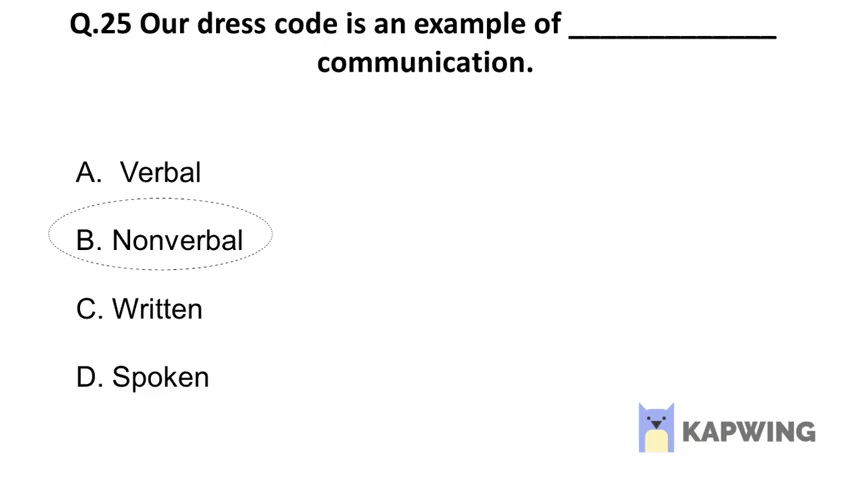 Q.25 Our dress code is an example of _____________
communication.
A. Verbal
B. Nonverbal
C. Written
D. Spoken
KAPWING